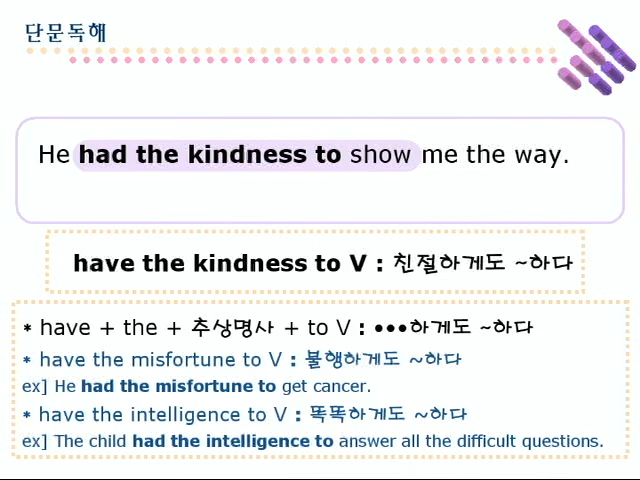 단문독해
He had the kindness to show me the way.
have the kindness to V : 친절하게도 ~하다
* have + the + 추상명사 + to V : •••하게도 ~하다
* have the misfortune to V : 불행하게도 ~하다
ex] He had the misfortune to get cancer.
* have the intelligence to V : 똑똑하게도 ~하다
ex] The child had the intelligence to answer all the difficult questions.